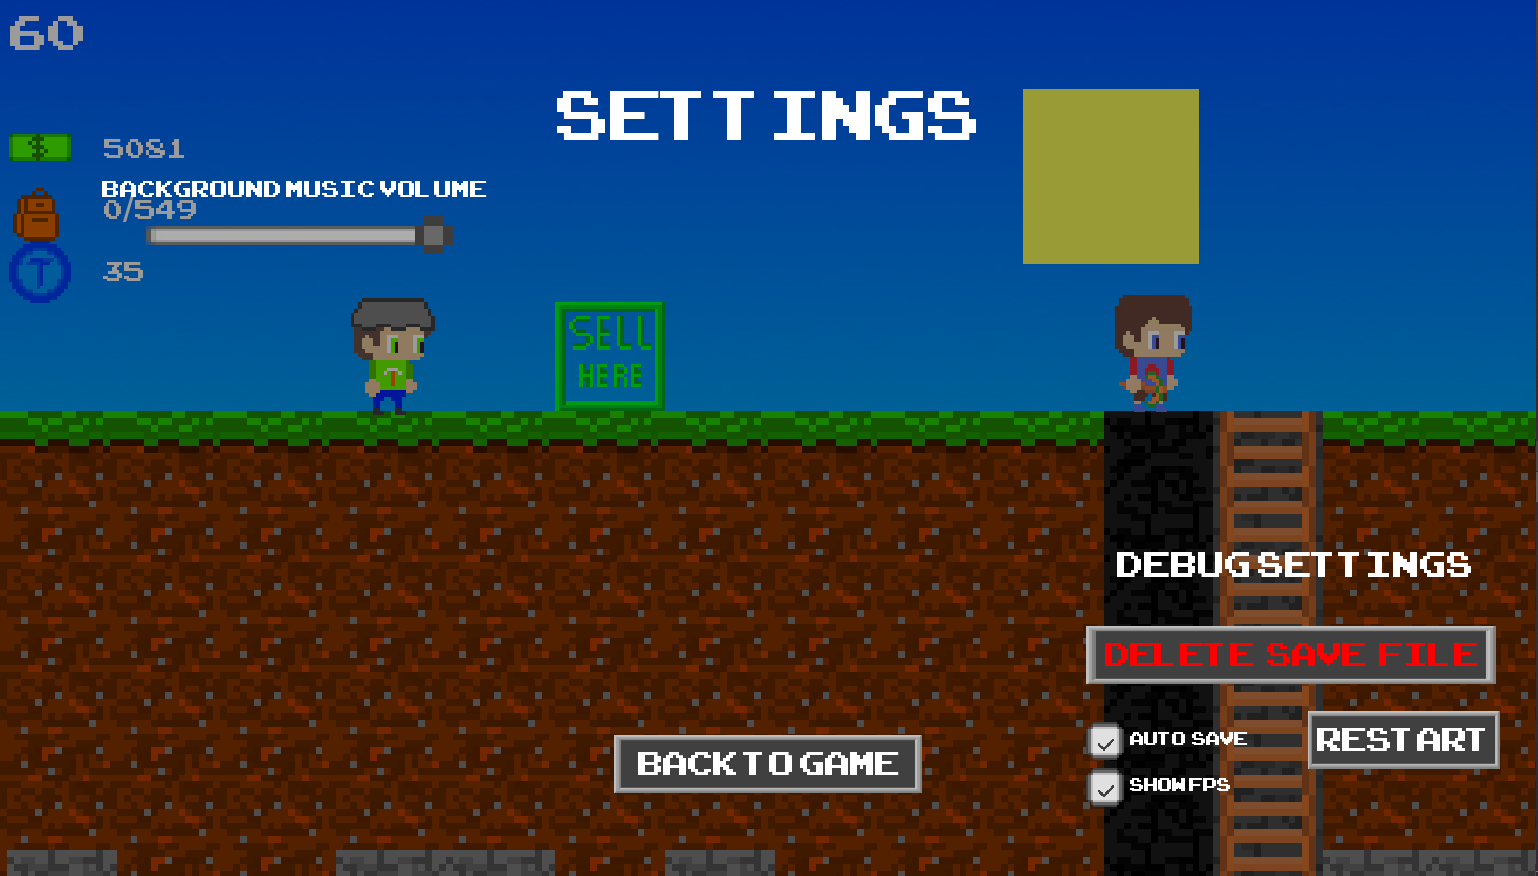 60
SETTINGS
$ 5081
BACKGROUND MUSIC VOLUME
0/549
T 35
SELL
HERE
T
DEBUG SETTINGS
DELETE SAVE FILE
AUTO SAVE
RESTART
BACK TO GAME
SHOW FPS